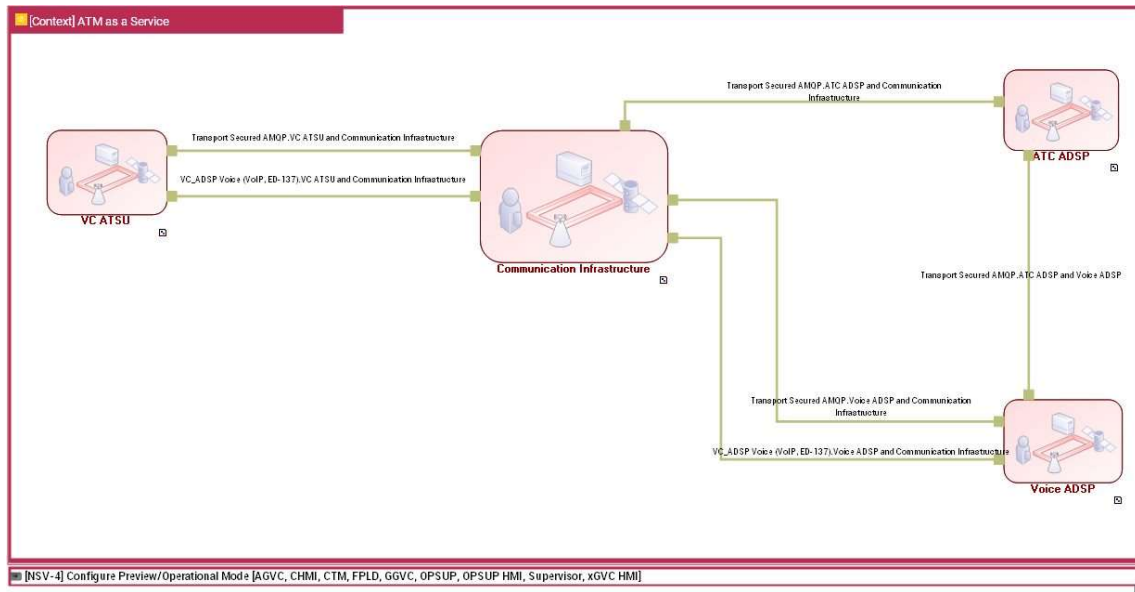 [Context] ATM as a Service
Transport Secured AMQP.ATC ADSP and Communication
Infrastructure
ATC ADSP
Transport Secured AMQP.VC ATSU and Communication Infrastructure
VC_ADSP Voice (VoIP, ED-137).VC ATSU and Communication Infrastructure
VC ATSU
Communication Infrastructure
Transport Secured AMQP.ATC ADSP and Voice ADSP
Transport Secured AMQP.Voice ADSP and Communication
Infrastructure
VC_ADSP Voice (VoIP, ED-137).Voice ADSP and Communication Infrastructure
Voice ADSP
[NSV-4] Configure Preview/Operational Mode [AGVC, CHMI, CTM, FPLD, GGVC, OPSUP, OPSUP HMI, Supervisor, xGVC HMI]